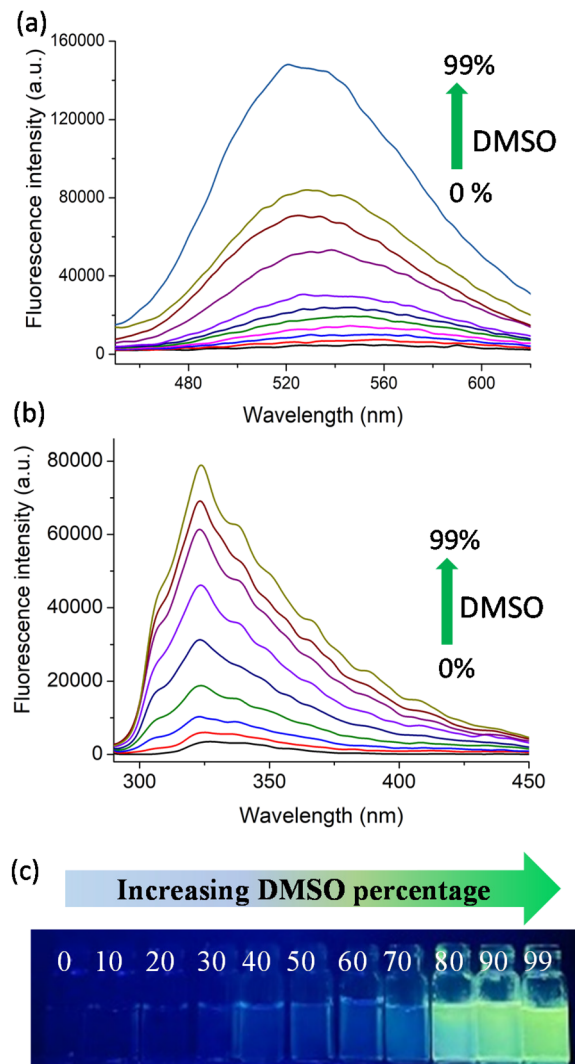 (a)
160000
120000
80000
40000
0
480 520 560 600
Fluorescence intensity (a.u.)
Wavelength (nm)
99%
DMSO
0 %
(b)
80000
60000
40000
20000
0
300 350 400 450
Fluorescence intensity (a.u.)
Wavelength (nm)
99%
DMSO
0%
(c)
Increasing DMSO percentage
0 10 20 30 40 50 60 70 80 90 99